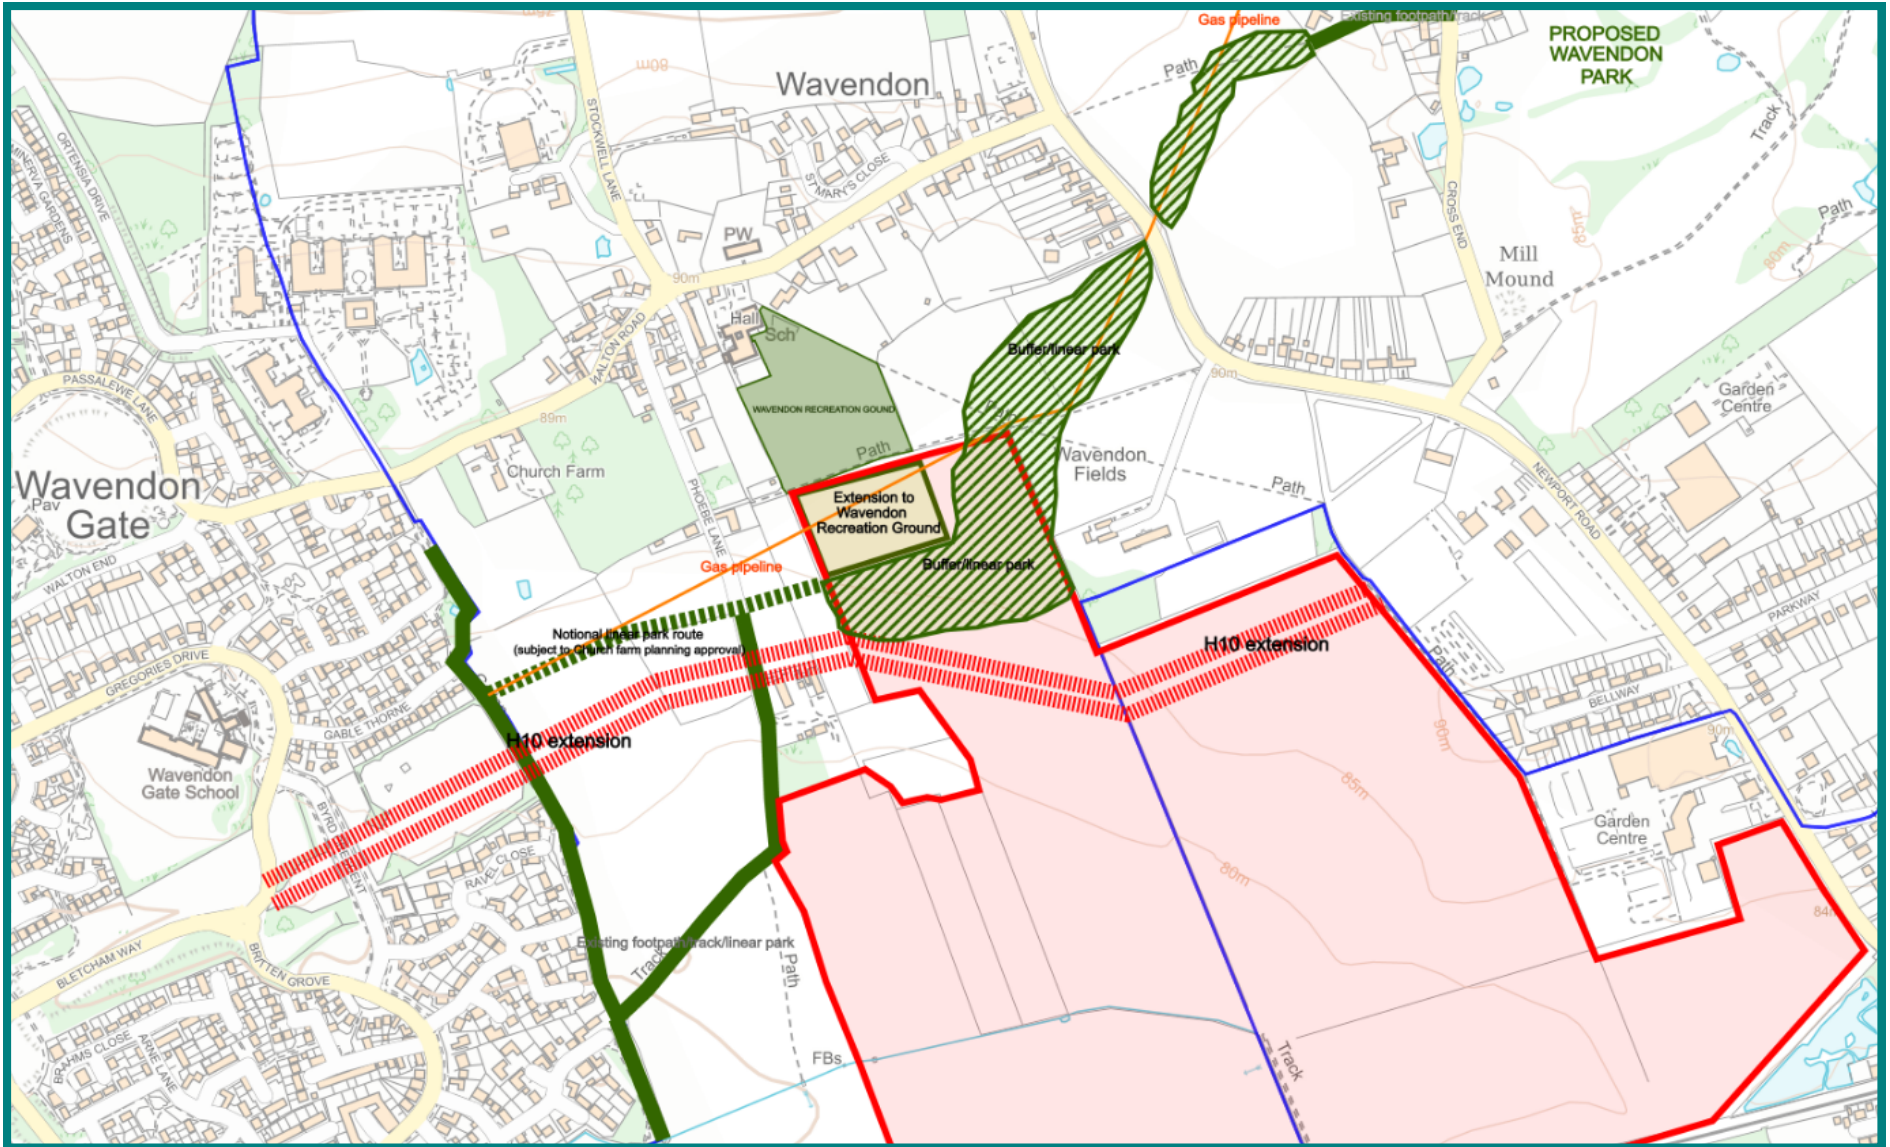 80m
Gas pipeline
Existing footpath/track
PROPOSED
WAVENDON
PARK
80m
Path
Wavendon
STOCKWELL LANE
ORTENSIA DRIVE
MINERVA GARDENS
Track
ST MARY'S CLOSE
CROSS END
85m
Path
80m
PW
90m
Mill
Mound
Hall
Sch
WALTON ROAD
Buffer/linear park
90m
PASSALEWE LANE
89m
WAVENDON RECREATION GOUND
Path
Garden
Centre
Church Farm
Path
Wavendon
Fields
Wavendon
Gate
Pav
PHOEBE LANE
Path
NEWPORT ROAD
Extension to
Wavendon
Recreation Ground
WALTON END
Gas pipeline
Buffer/linear park
PARKWAY
Notional linear park route
(subject to Church farm planning approval)
H10 extension
Path
GREGORIES DRIVE
GABLE THORNE
BELLWAY
H10 extension
90m
90m
Wavendon
Gate School
85m
BYRD
Garden
Centre
RAVEL CLOSE
80m
84m
BLETCHAM WAY
BRITTEN GROVE
Existing footpath/track/linear park
Track
Path
BRAHMS CLOSE
ARNE LANE
FBs
Track